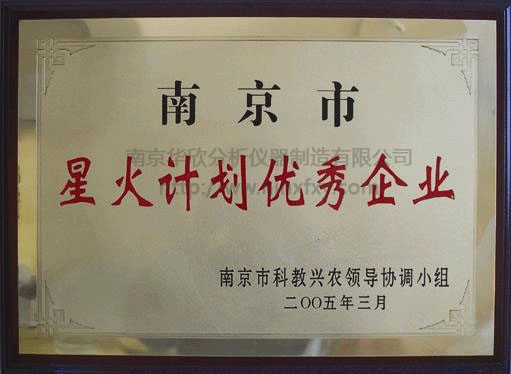 南京市
南京华欣分析仪器制造有限公司
星火计划优秀企业
南京市科教兴农领导协调小组
二〇〇五年三月